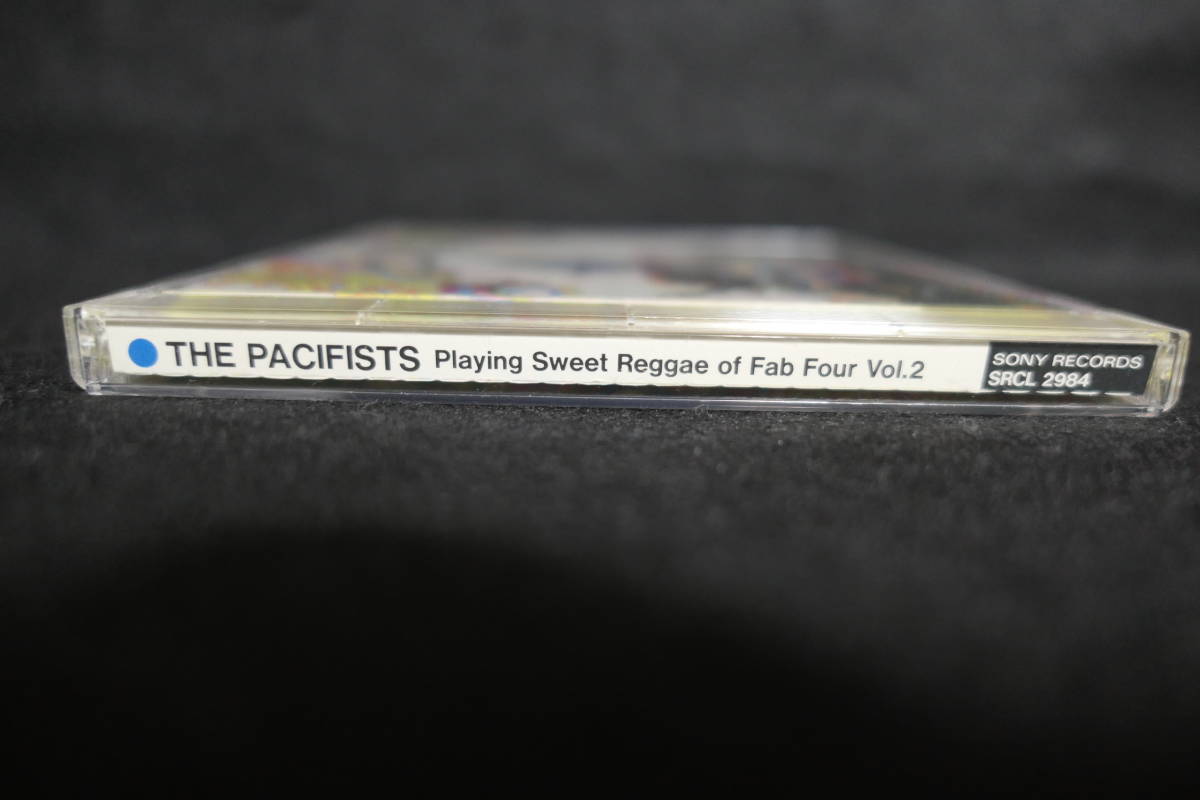 THE PACIFISTS Playing Sweet Reggae of Fab Four Vol.2
SONY RECORDS
SRCL 2984